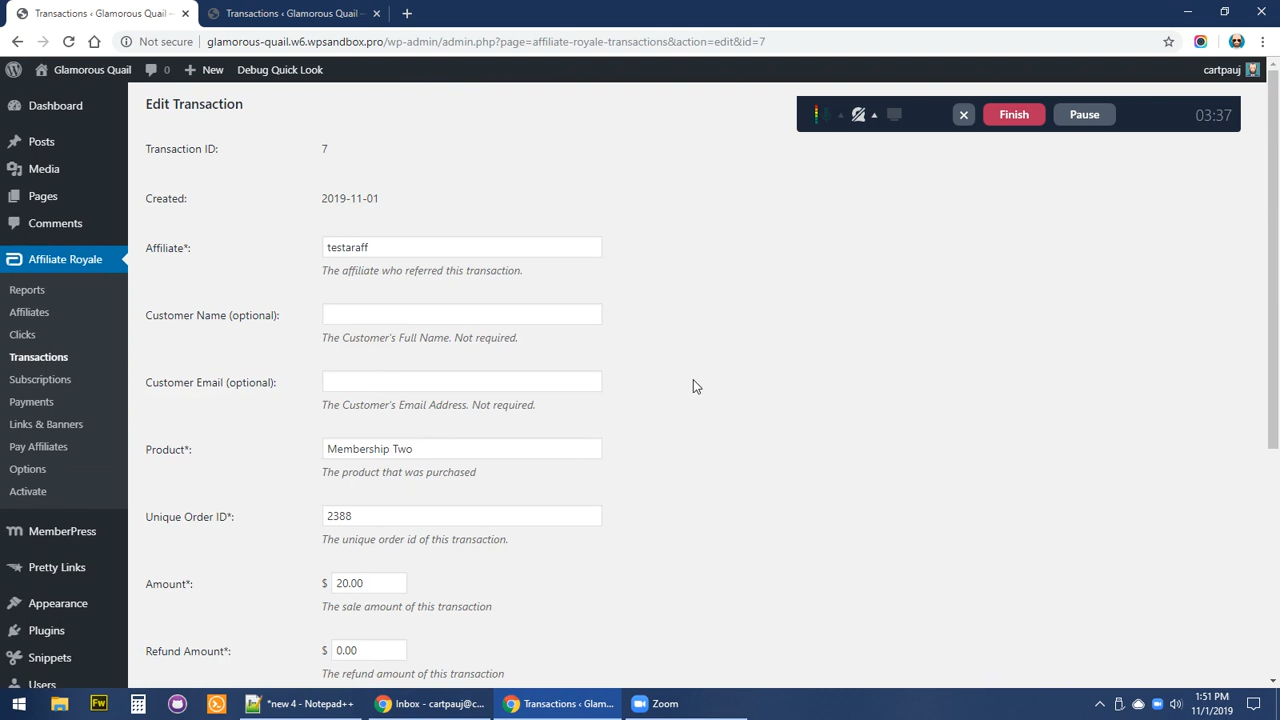 Transactions ‹ Glamorous Quail —
Transactions ‹ Glamorous Quail —
Not secure
glamorous-quail.w6.wpsandbox.pro/wp-admin/admin.php?page=affiliate-royale-transactions&action=edit&id=7
Glamorous Quail
0
New
Debug Quick Look
cartpauj
Dashboard
Posts
Media
Pages
Comments
Affiliate Royale
Reports
Affiliates
Clicks
Transactions
Subscriptions
Payments
Links & Banners
Pay Affiliates
Options
Activate
MemberPress
Pretty Links
Appearance
Plugins
Snippets
Users
Edit Transaction
Finish
Pause
03:37
Transaction ID:
7
Created:
2019-11-01
Affiliate*:
testaraff
The affiliate who referred this transaction.
Customer Name (optional):
The Customer's Full Name. Not required.
Customer Email (optional):
The Customer's Email Address. Not required.
Product*:
Membership Two
The product that was purchased
Unique Order ID*:
2388
The unique order id of this transaction.
Amount*:
$ 20.00
The sale amount of this transaction
Refund Amount*:
$ 0.00
The refund amount of this transaction
Fw
*new 4 - Notepad++
Inbox - cartpauj@c...
Transactions ‹ Glam...
Zoom
1:51 PM
11/1/2019